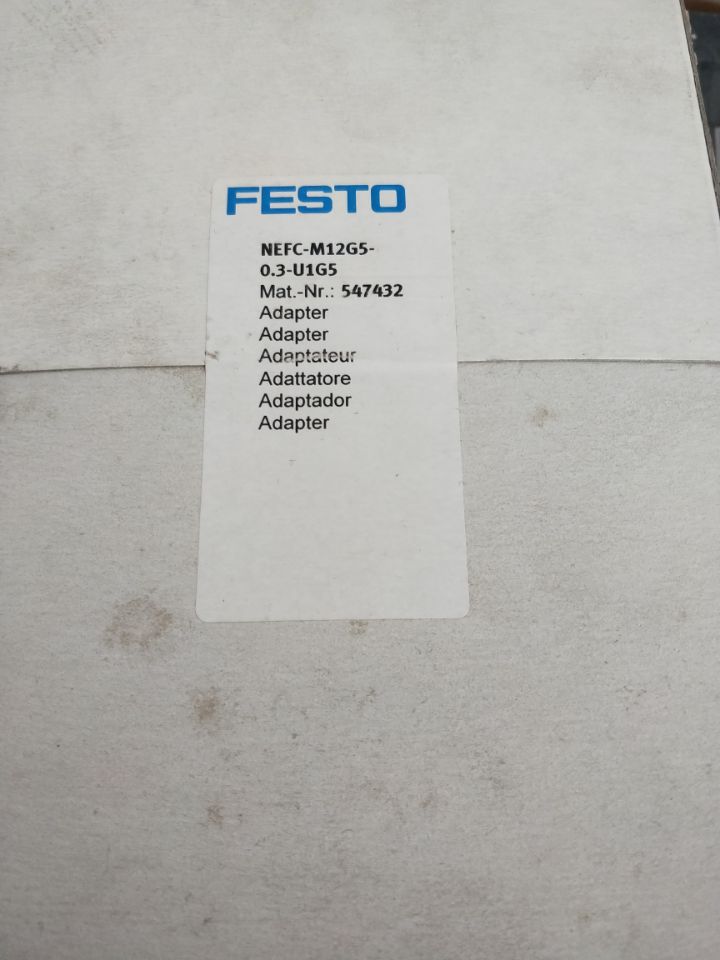 FESTO
NEFC-M12G5-
0.3-U1G5
Mat.-Nr.: 547432
Adapter
Adapter
Adaptateur
Adattatore
Adaptador
Adapter